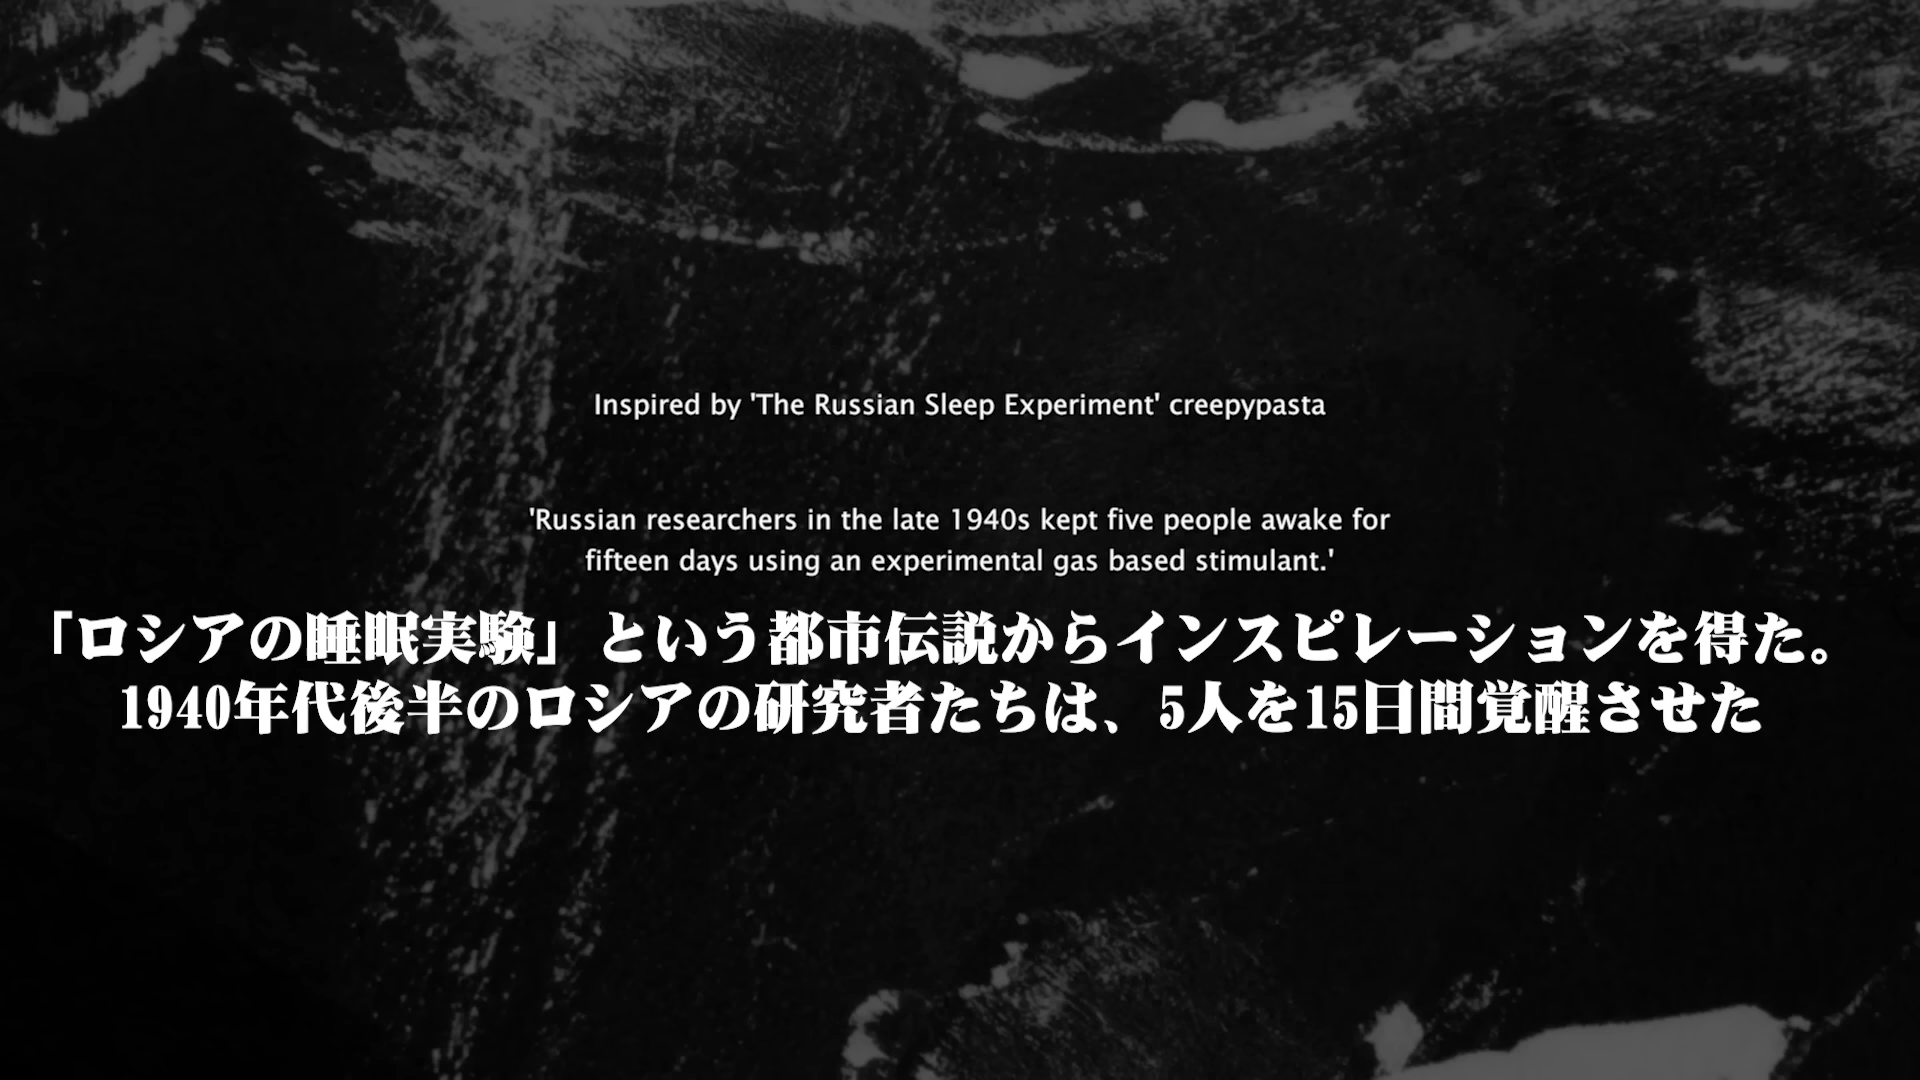 Inspired by 'The Russian Sleep Experiment' creepypasta
'Russian researchers in the late 1940s kept five people awake for
fifteen days using an experimental gas based stimulant.'
「ロシアの睡眠実験」という都市伝説からインスピレーションを得た。
1940年代後半のロシアの研究者たちは、5人を15日間覚醒させた